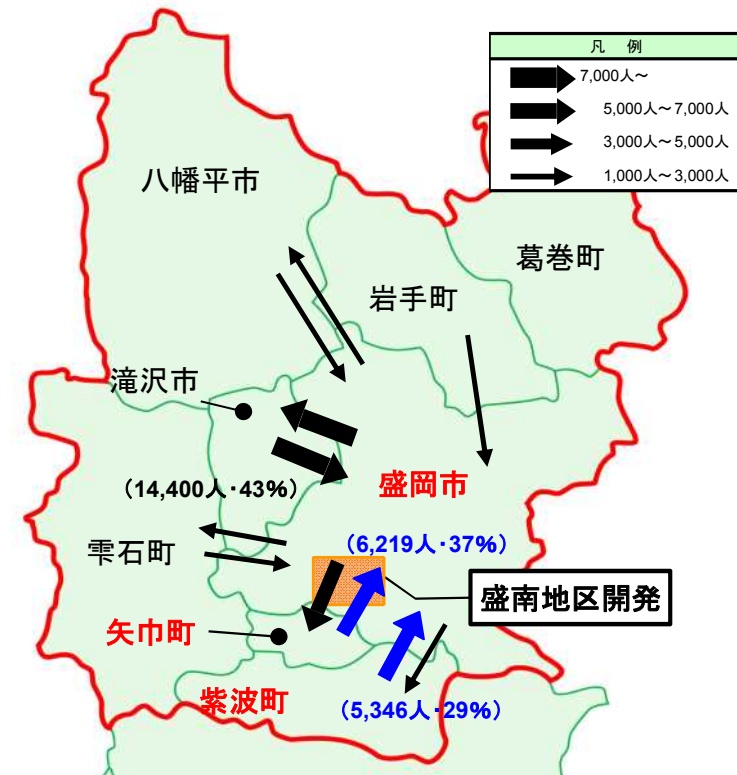 凡 例
7,000人～
5,000人～7,000人
3,000人～5,000人
1,000人～3,000人
八幡平市
葛巻町
岩手町
滝沢市
盛岡市
（14,400人・43%）
（6,219人・37%）
雫石町
盛南地区開発
矢巾町
紫波町
（5,346人・29%）